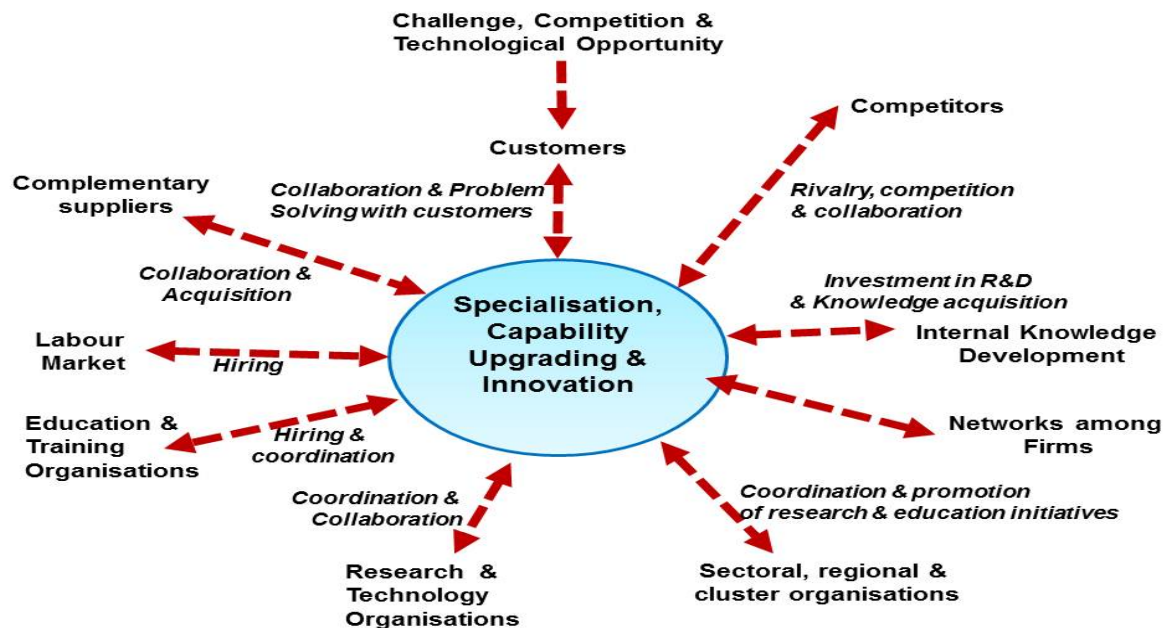 Challenge, Competition &
Technological Opportunity
Competitors
Customers
Complementary
suppliers
Collaboration & Problem
Solving with customers
Rivalry, competition
& collaboration
Collaboration &
Acquisition
Specialisation,
Capability
Upgrading &
Innovation
Investment in R&D
& Knowledge acquisition
Internal Knowledge
Development
Labour
Market
Hiring
Education &
Training
Organisations
Hiring &
coordination
Networks among
Firms
Coordination &
Collaboration
Coordination & promotion
of research & education initiatives
Research &
Technology
Organisations
Sectoral, regional &
cluster organisations